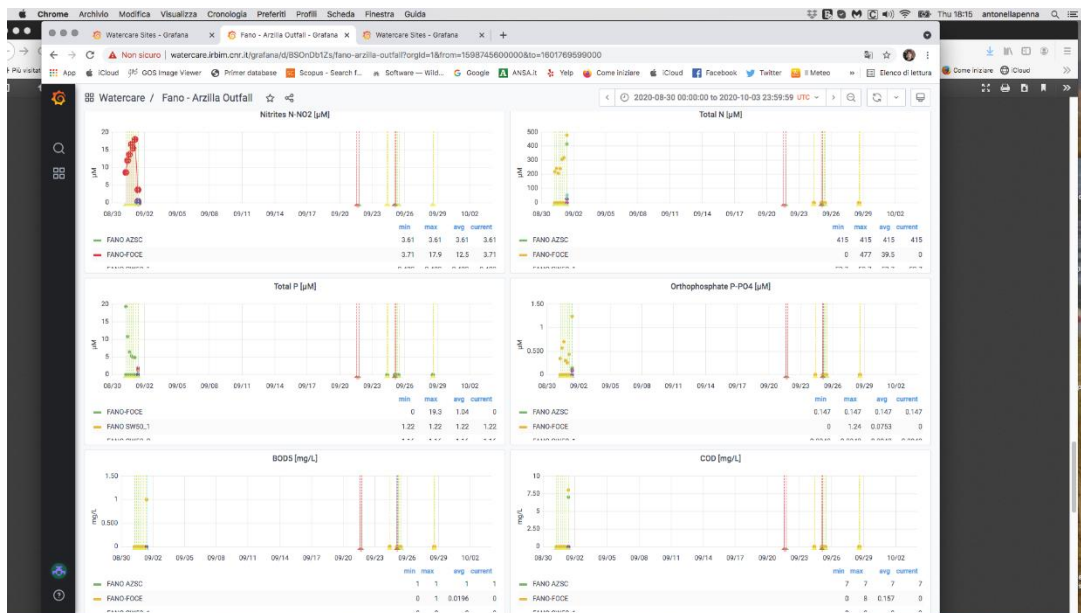 Chrome Archivio Modifica Visualizza Cronologia Preferiti Profili Scheda Finestra Guida Thu 18:15 antonellapenna
Watercare Sites - Grafana × Fano - Arzilla Outfall - Grafana × Watercare Sites - Grafana × +
Non sicuro | watercare.irbim.cnr.it/grafana/d/8SOnDb1Zs/fano-arzilla-outfall?orgId=1&from=1598745600000&to=1601769599000
App iCloud GOS Image Viewer Primer database Scopus - Search f... Software — Wild... Google ANSA.it Yelp Come iniziare iCloud Facebook Twitter Il Meteo » Elenco di lettura
Più visitat
Come iniziare iCloud
Watercare / Fano - Arzilla Outfall 2020-08-30 00:00:00 to 2020-10-03 23:59:59 UTC
Nitrites N-NO2 [µM]
20
15
10
5
0
µM
08/30 09/02 09/05 09/08 09/11 09/14 09/17 09/20 09/23 09/26 09/29 10/02
min max avg current
FANO AZSC 3.61 3.61 3.61 3.61
FANO-FOCE 3.71 17.9 12.5 3.71
Total N [µM]
500
400
300
200
100
0
µM
08/30 09/02 09/05 09/08 09/11 09/14 09/17 09/20 09/23 09/26 09/29 10/02
min max avg current
FANO AZSC 415 415 415 415
FANO-FOCE 0 477 39.5 0
Total P [µM]
20
15
10
5
0
µM
08/30 09/02 09/05 09/08 09/11 09/14 09/17 09/20 09/23 09/26 09/29 10/02
min max avg current
FANO-FOCE 0 19.3 1.04 0
FANO SW60_1 1.22 1.22 1.22 1.22
Orthophosphate P-PO4 [µM]
1.50
1
0.500
0
µM
08/30 09/02 09/05 09/08 09/11 09/14 09/17 09/20 09/23 09/26 09/29 10/02
min max avg current
FANO AZSC 0.147 0.147 0.147 0.147
FANO-FOCE 0 1.24 0.0753 0
BOD5 [mg/L]
1.50
1
0.500
0
mg/L
08/30 09/02 09/05 09/08 09/11 09/14 09/17 09/20 09/23 09/26 09/29 10/02
min max avg current
FANO AZSC 1 1 1 1
FANO-FOCE 0 1 0.0196 0
COD [mg/L]
10
7.50
5
2.50
0
mg/L
08/30 09/02 09/05 09/08 09/11 09/14 09/17 09/20 09/23 09/26 09/29 10/02
min max avg current
FANO AZSC 7 7 7 7
FANO-FOCE 0 8 0.157 0